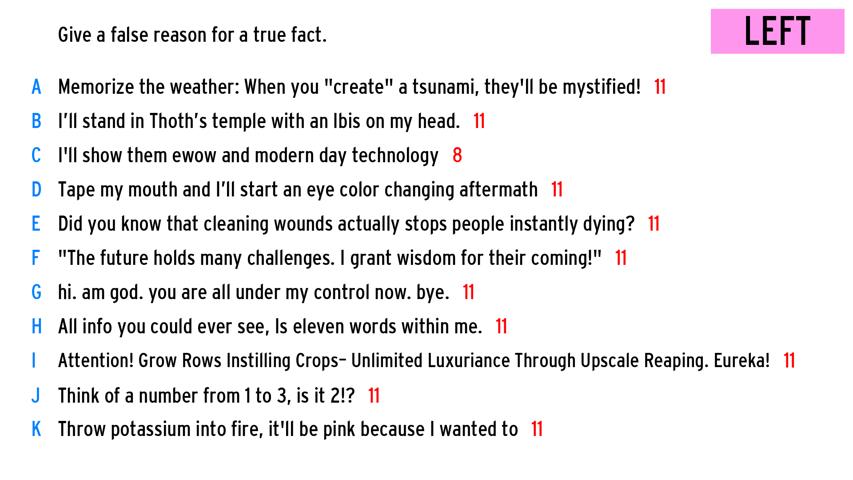 Give a false reason for a true fact.
LEFT
A Memorize the weather: When you "create" a tsunami, they'll be mystified! 11
B I’ll stand in Thoth’s temple with an Ibis on my head. 11
C I'll show them ewow and modern day technology 8
D Tape my mouth and I’ll start an eye color changing aftermath 11
E Did you know that cleaning wounds actually stops people instantly dying? 11
F "The future holds many challenges. I grant wisdom for their coming!" 11
G hi. am god. you are all under my control now. bye. 11
H All info you could ever see, Is eleven words within me. 11
I Attention! Grow Rows Instilling Crops– Unlimited Luxuriance Through Upscale Reaping. Eureka! 11
J Think of a number from 1 to 3, is it 2!? 11
K Throw potassium into fire, it'll be pink because I wanted to 11